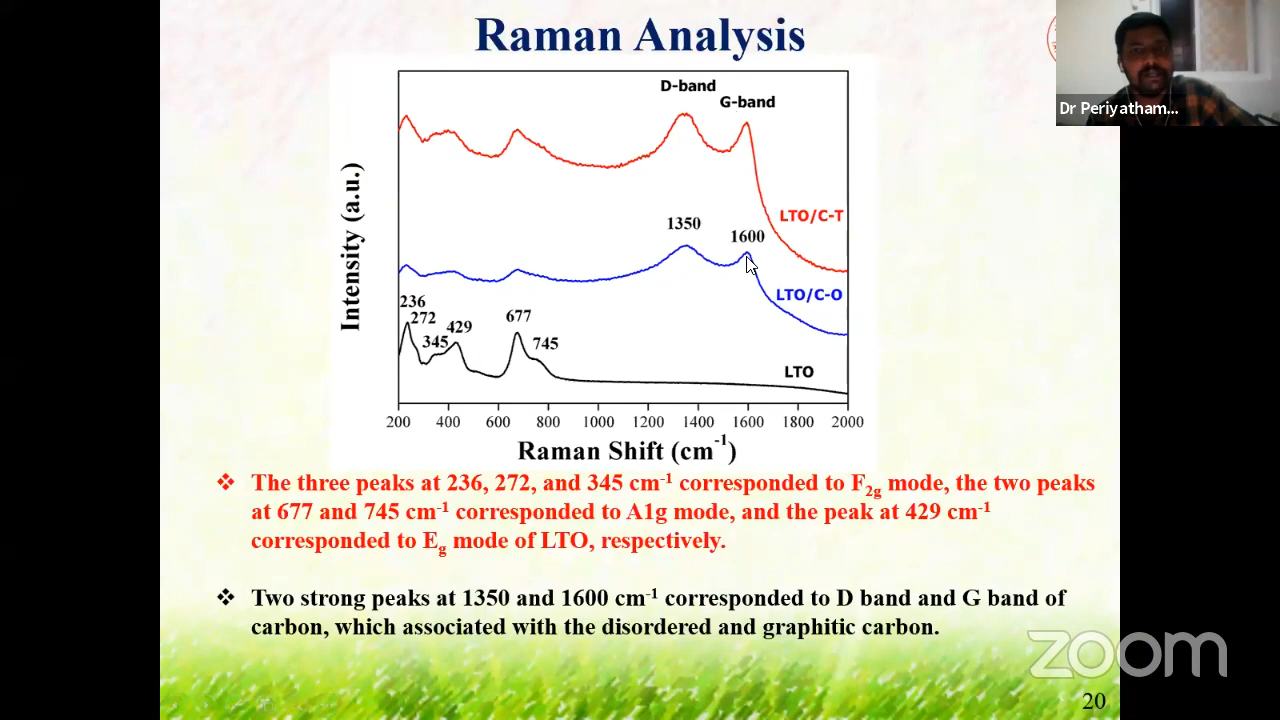 Raman Analysis
Dr Periyatham...
D-band
G-band
LTO/C-T
1350
1600
LTO/C-O
236
272
345
429
677
745
LTO
Intensity (a.u.)
200 400 600 800 1000 1200 1400 1600 1800 2000
Raman Shift (cm-1)
❖ The three peaks at 236, 272, and 345 cm-1 corresponded to F2g mode, the two peaks
at 677 and 745 cm-1 corresponded to A1g mode, and the peak at 429 cm-1
corresponded to Eg mode of LTO, respectively.
❖ Two strong peaks at 1350 and 1600 cm-1 corresponded to D band and G band of
carbon, which associated with the disordered and graphitic carbon.
zoom
20